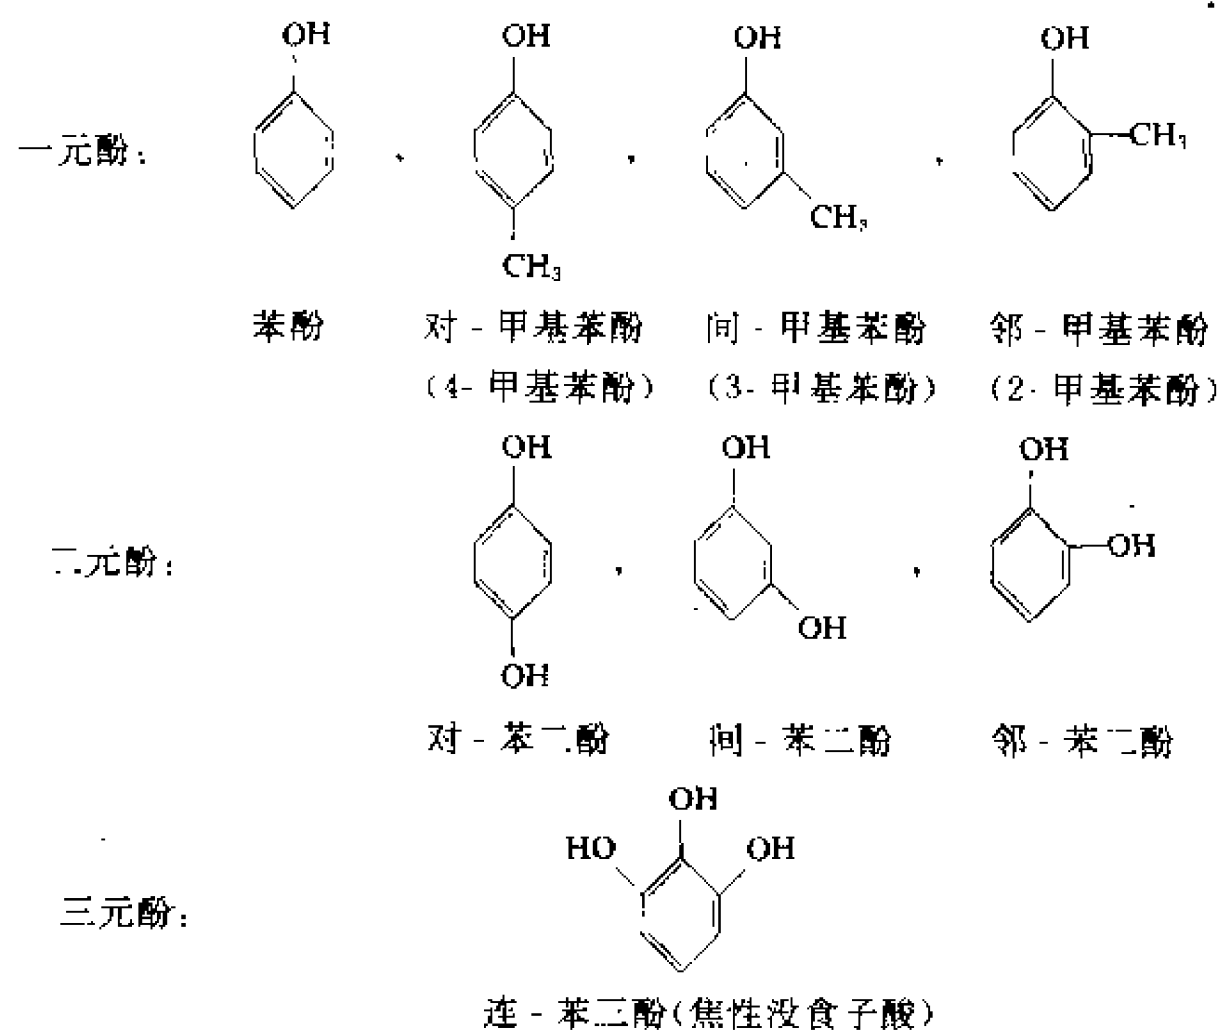 OH OH OH OH
一元酚: CH₃
CH₃
CH₃
苯酚 对-甲基苯酚 间-甲基苯酚 邻-甲基苯酚
(4-甲基苯酚) (3-甲基苯酚) (2-甲基苯酚)
OH OH OH
二元酚: , , OH
OH
OH
对-苯二酚 间-苯二酚 邻-苯二酚
OH
HO OH
三元酚:
连-苯三酚(焦性没食子酸)